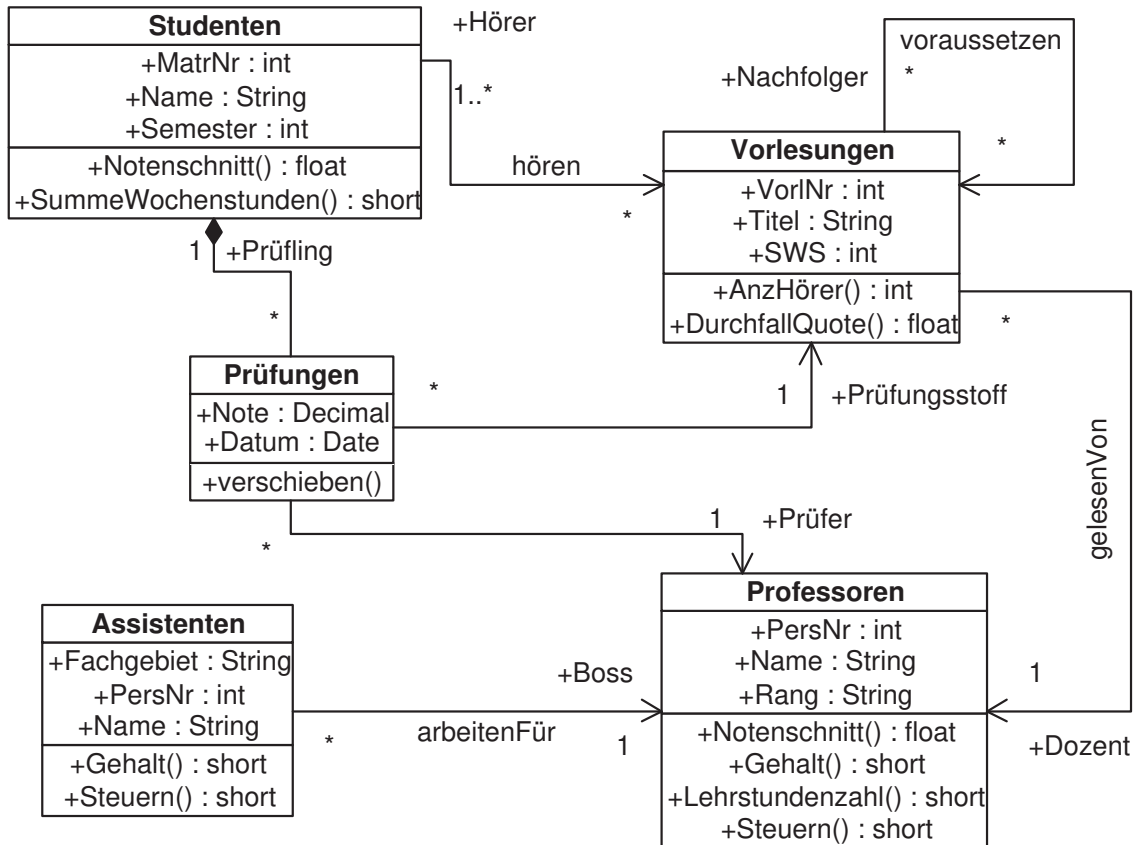 Studenten
+MatrNr : int
+Name : String
+Semester : int
+Notenschnitt() : float
+SummeWochenstunden() : short
+Hörer
1..*
hören
*
voraussetzen
+Nachfolger
*
*
Vorlesungen
+VorlNr : int
+Titel : String
+SWS : int
+AnzHörer() : int
+DurchfallQuote() : float
*
1
+Prüfling
*
Prüfungen
+Note : Decimal
+Datum : Date
+verschieben()
*
1
+Prüfungsstoff
gelesenVon
*
1
+Prüfer
Assistenten
+Fachgebiet : String
+PersNr : int
+Name : String
+Gehalt() : short
+Steuern() : short
+Boss
*
arbeitenFür
1
Professoren
+PersNr : int
+Name : String
+Rang : String
+Notenschnitt() : float
+Gehalt() : short
+Lehrstundenzahl() : short
+Steuern() : short
1
+Dozent